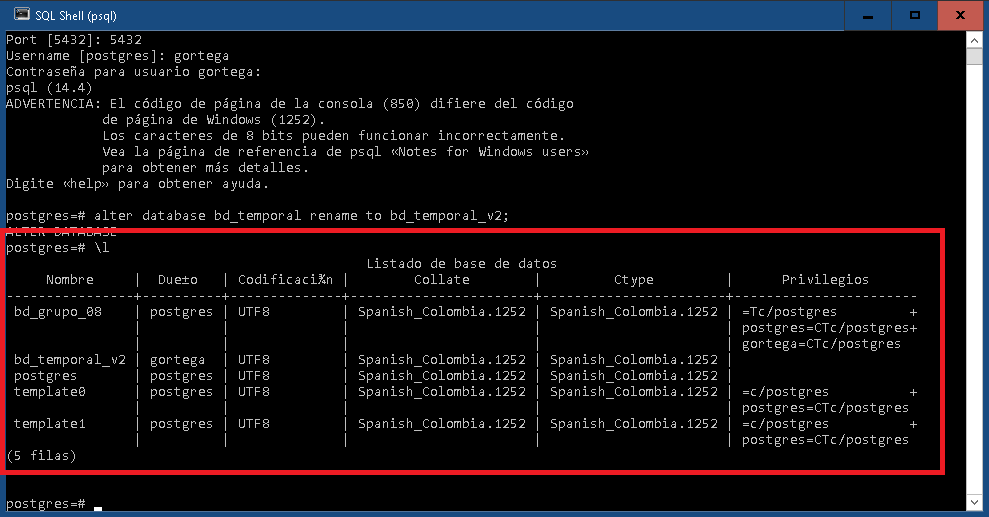 SQL Shell (psql)
Port [5432]: 5432
Username [postgres]: gortega
Contraseña para usuario gortega:
psql (14.4)
ADVERTENCIA: El código de página de la consola (850) difiere del código
            de página de Windows (1252).
            Los caracteres de 8 bits pueden funcionar incorrectamente.
            Vea la página de referencia de psql «Notes for Windows users»
            para obtener más detalles.
Digite «help» para obtener ayuda.
postgres=# alter database bd_temporal rename to bd_temporal_v2;
ALTER DATABASE
postgres=# \l
                                             Listado de base de datos
     Nombre     |  Due±o   | Codificaci¾n |        Collate         |         Ctype          |      Privilegios
----------------+----------+--------------+------------------------+------------------------+-----------------------
 bd_grupo_08    | postgres | UTF8         | Spanish_Colombia.1252 | Spanish_Colombia.1252 | =Tc/postgres         +
                |          |              |                        |                        | postgres=CTc/postgres+
                |          |              |                        |                        | gortega=CTc/postgres
 bd_temporal_v2 | gortega  | UTF8         | Spanish_Colombia.1252 | Spanish_Colombia.1252 |
 postgres       | postgres | UTF8         | Spanish_Colombia.1252 | Spanish_Colombia.1252 |
 template0      | postgres | UTF8         | Spanish_Colombia.1252 | Spanish_Colombia.1252 | =c/postgres          +
                |          |              |                        |                        | postgres=CTc/postgres
 template1      | postgres | UTF8         | Spanish_Colombia.1252 | Spanish_Colombia.1252 | =c/postgres          +
                |          |              |                        |                        | postgres=CTc/postgres
(5 filas)
postgres=#